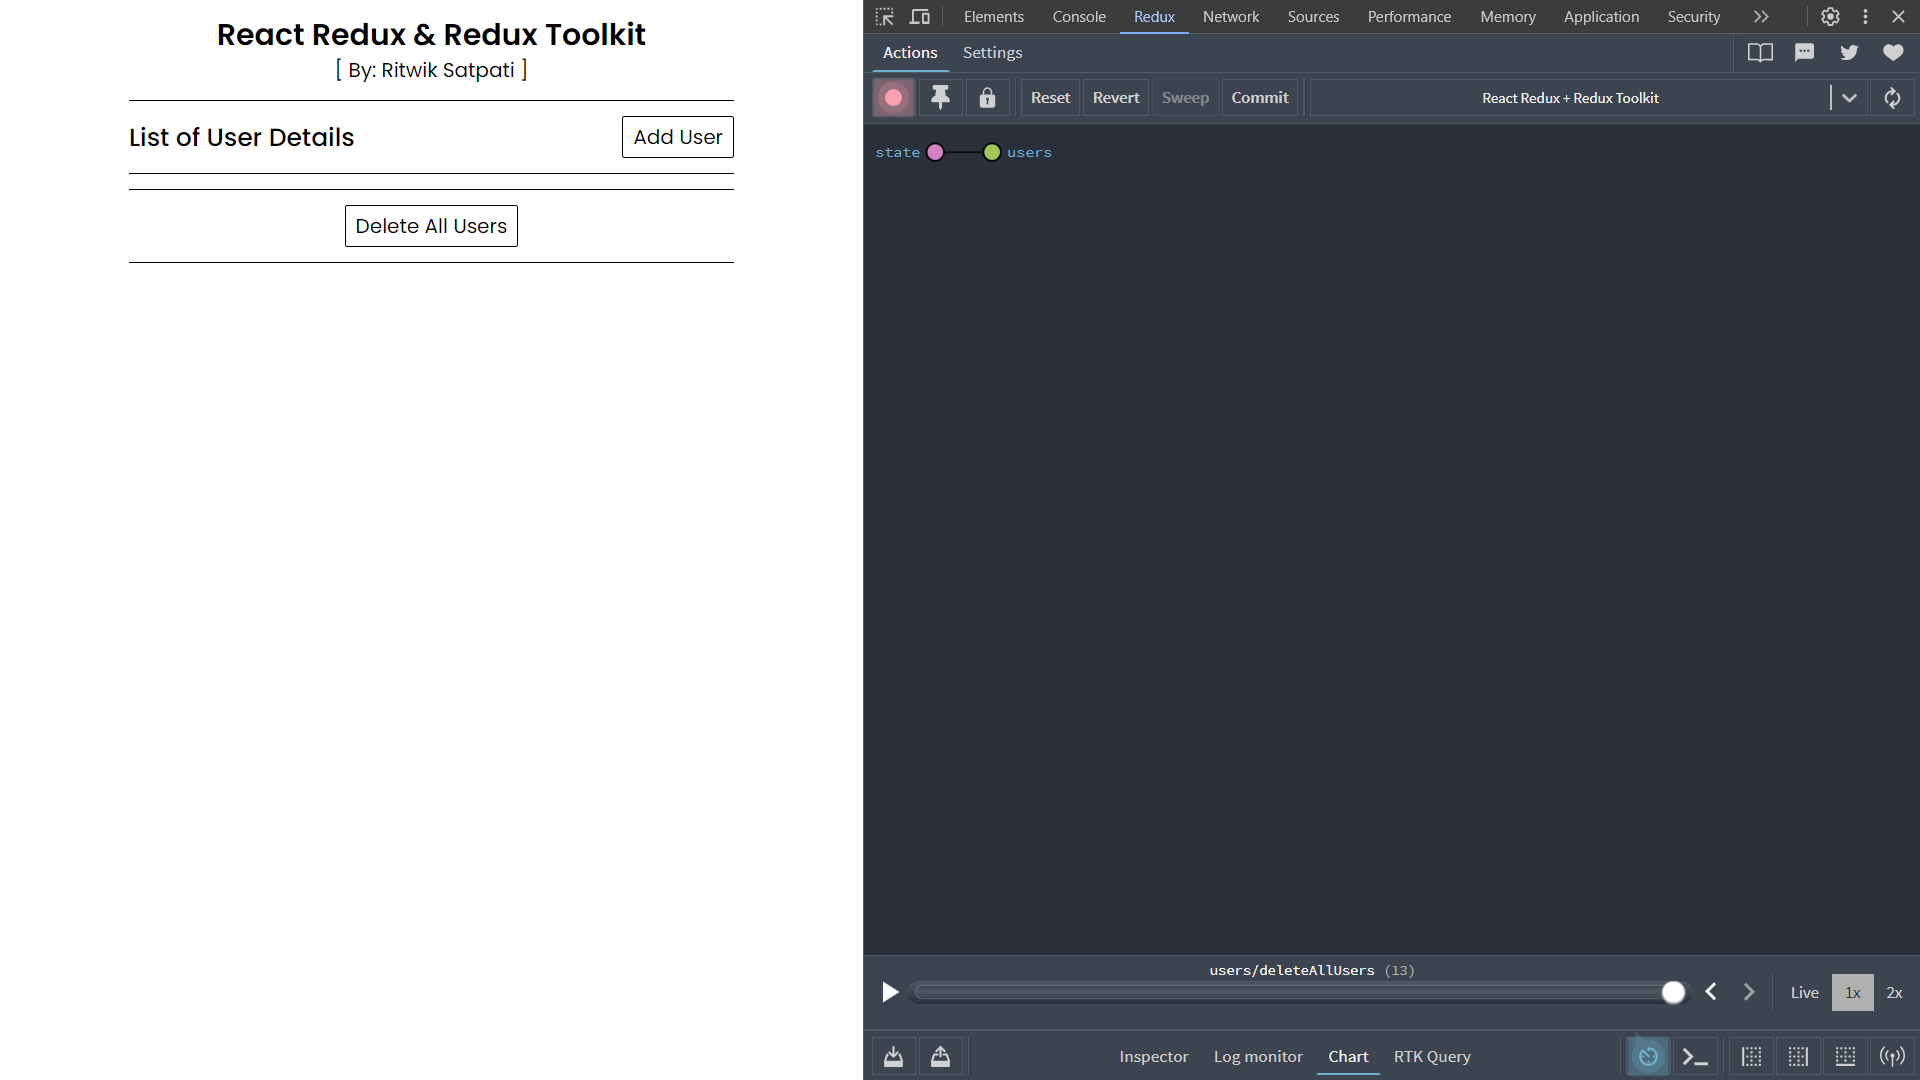 React Redux & Redux Toolkit
[ By: Ritwik Satpati ]
List of User Details
Add User
Delete All Users
Elements Console Redux Network Sources Performance Memory Application Security
Actions Settings
Reset Revert Sweep Commit React Redux + Redux Toolkit
state users
users/deleteAllUsers (13)
Live 1x 2x
Inspector Log monitor Chart RTK Query